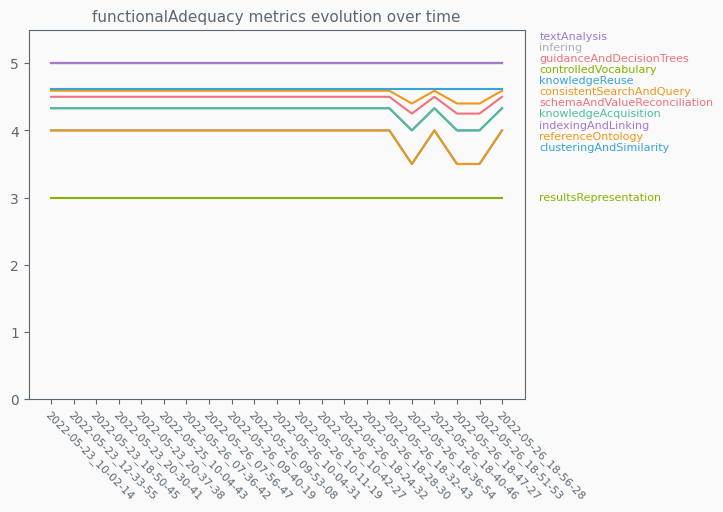 functionalAdequacy metrics evolution over time
5
4
3
2
1
0
textAnalysis
infering
guidanceAndDecisionTrees
controlledVocabulary
knowledgeReuse
consistentSearchAndQuery
schemaAndValueReconciliation
knowledgeAcquisition
indexingAndLinking
referenceOntology
clusteringAndSimilarity
resultsRepresentation
2022-05-23_10-02-14
2022-05-23_12-33-55
2022-05-23_18-50-45
2022-05-23_20-30-41
2022-05-23_20-37-38
2022-05-25_10-04-43
2022-05-26_07-36-42
2022-05-26_07-56-47
2022-05-26_09-40-19
2022-05-26_09-53-08
2022-05-26_10-04-31
2022-05-26_10-11-19
2022-05-26_10-42-27
2022-05-26_18-24-32
2022-05-26_18-28-30
2022-05-26_18-32-43
2022-05-26_18-36-54
2022-05-26_18-40-46
2022-05-26_18-47-27
2022-05-26_18-51-53
2022-05-26_18-56-28